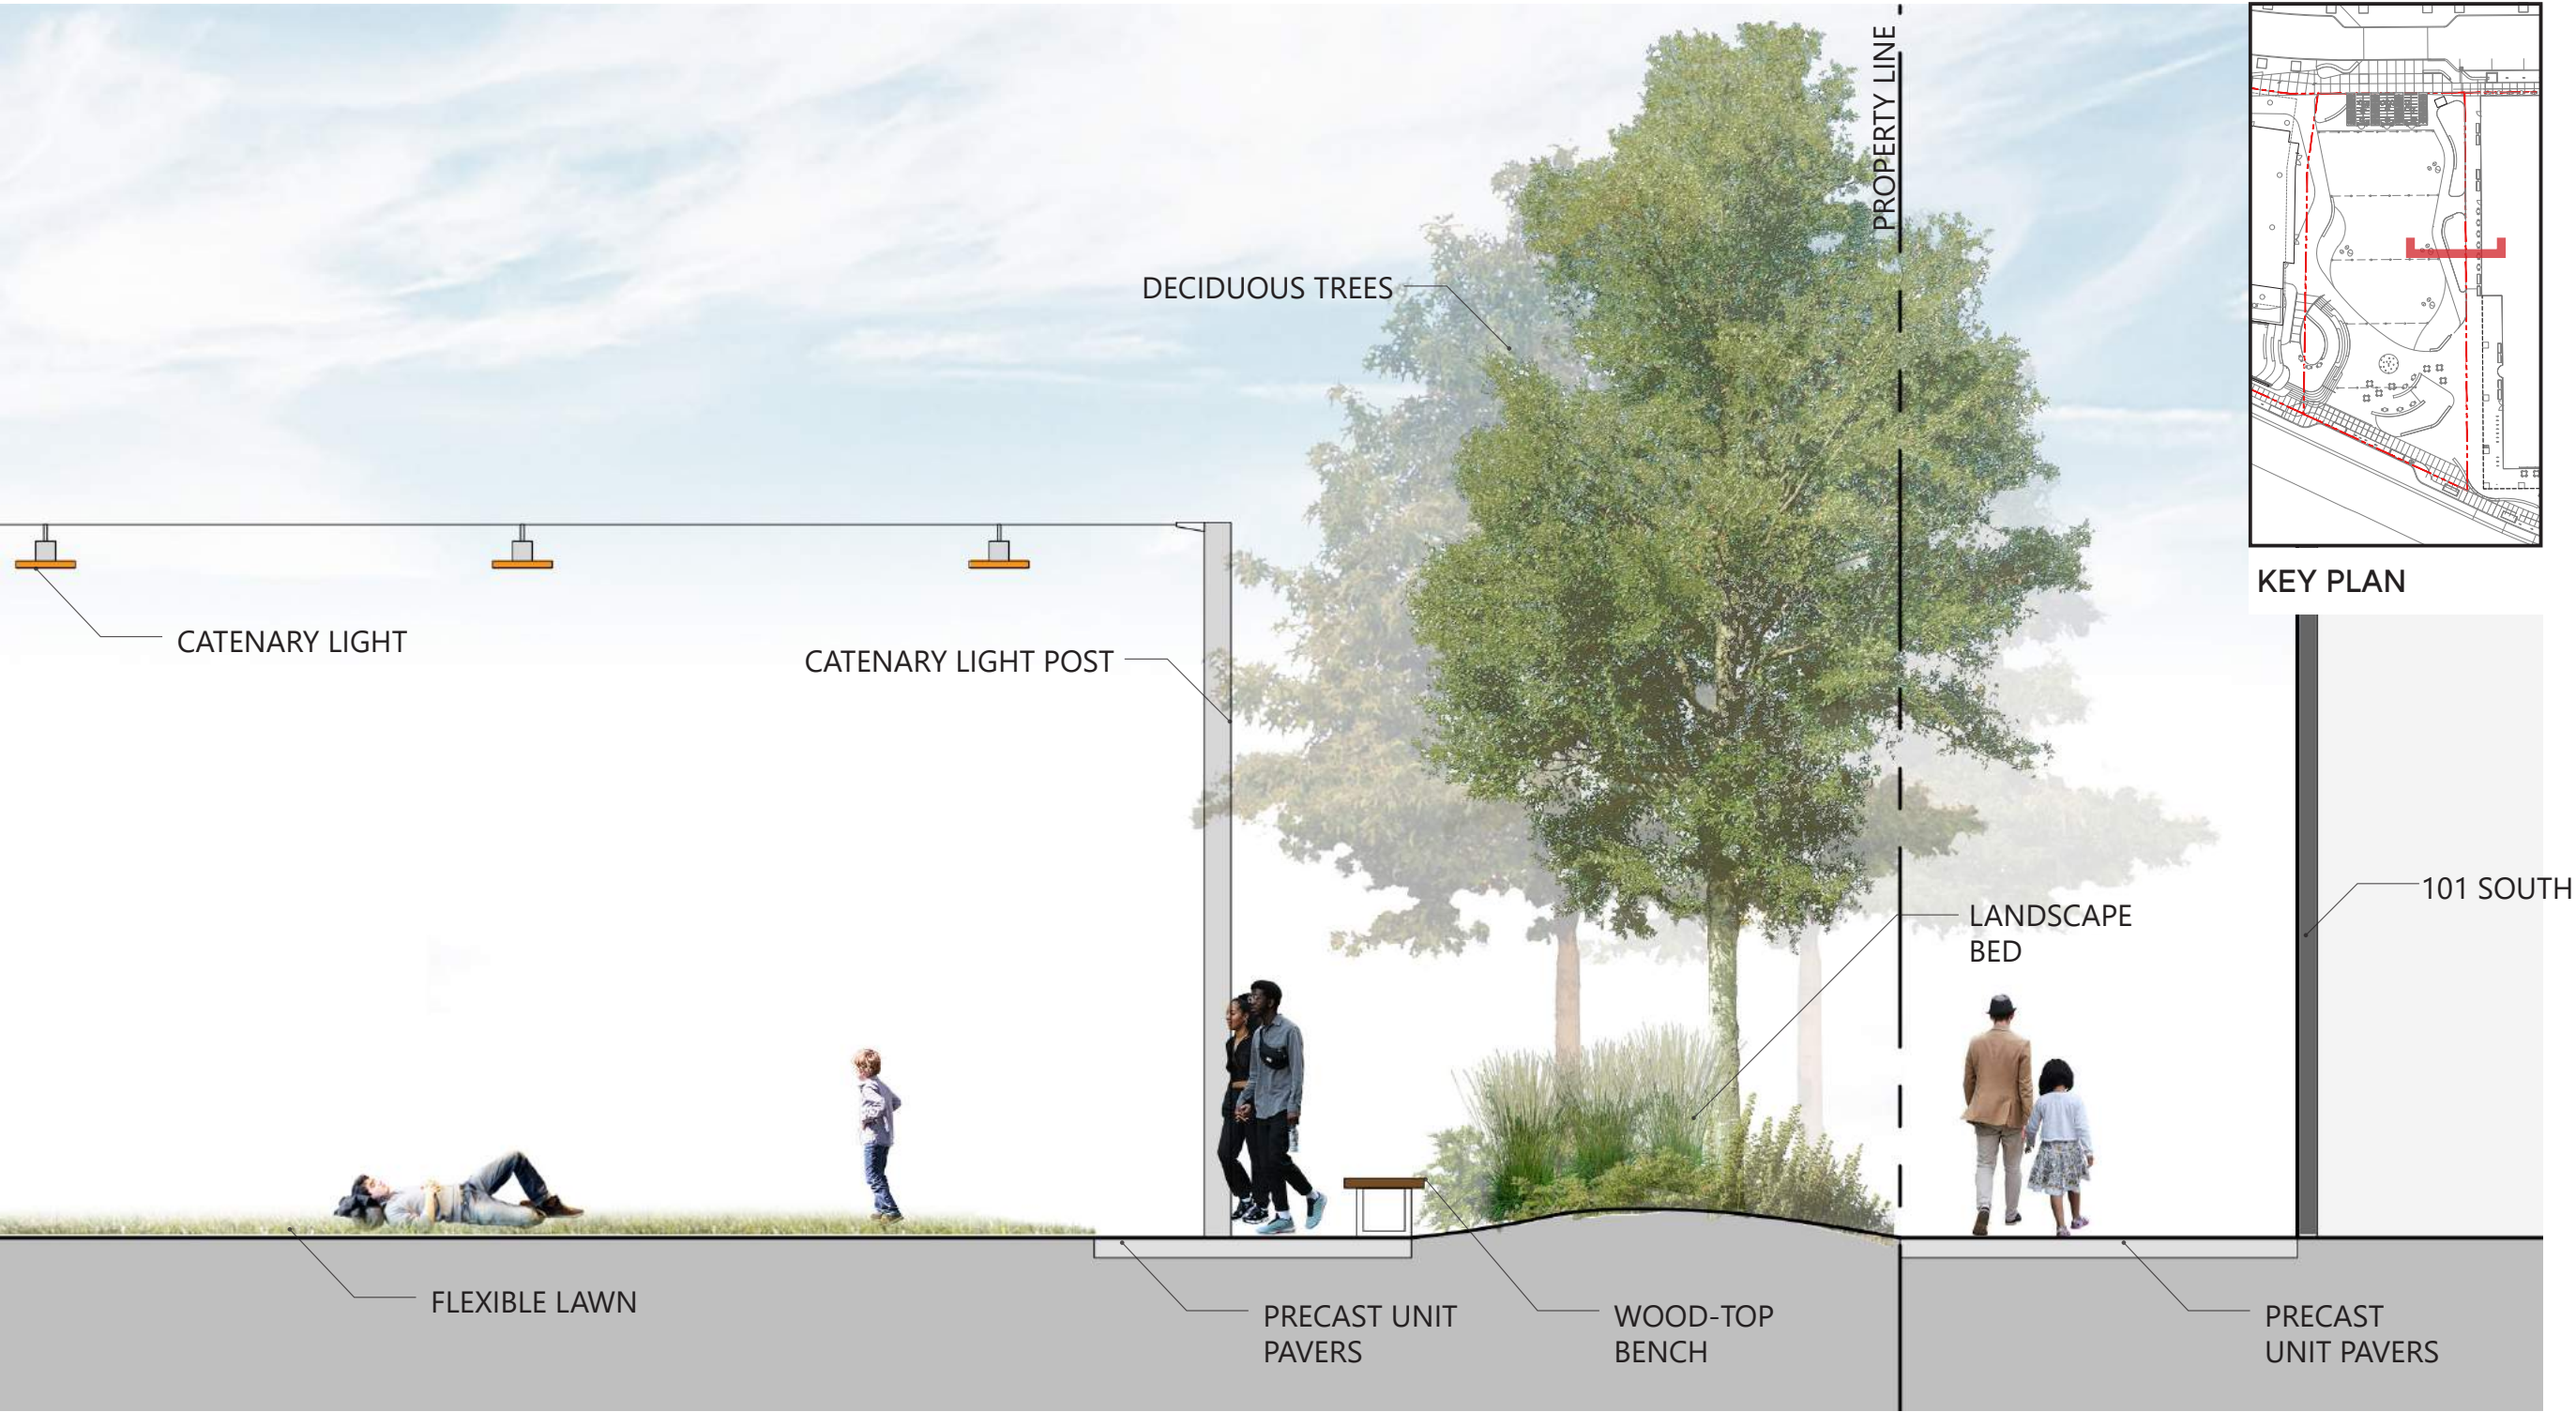 PROPERTY LINE
DECIDUOUS TREES
KEY PLAN
CATENARY LIGHT
CATENARY LIGHT POST
101 SOUTH
LANDSCAPE
BED
FLEXIBLE LAWN
PRECAST UNIT
PAVERS
WOOD-TOP
BENCH
PRECAST
UNIT PAVERS